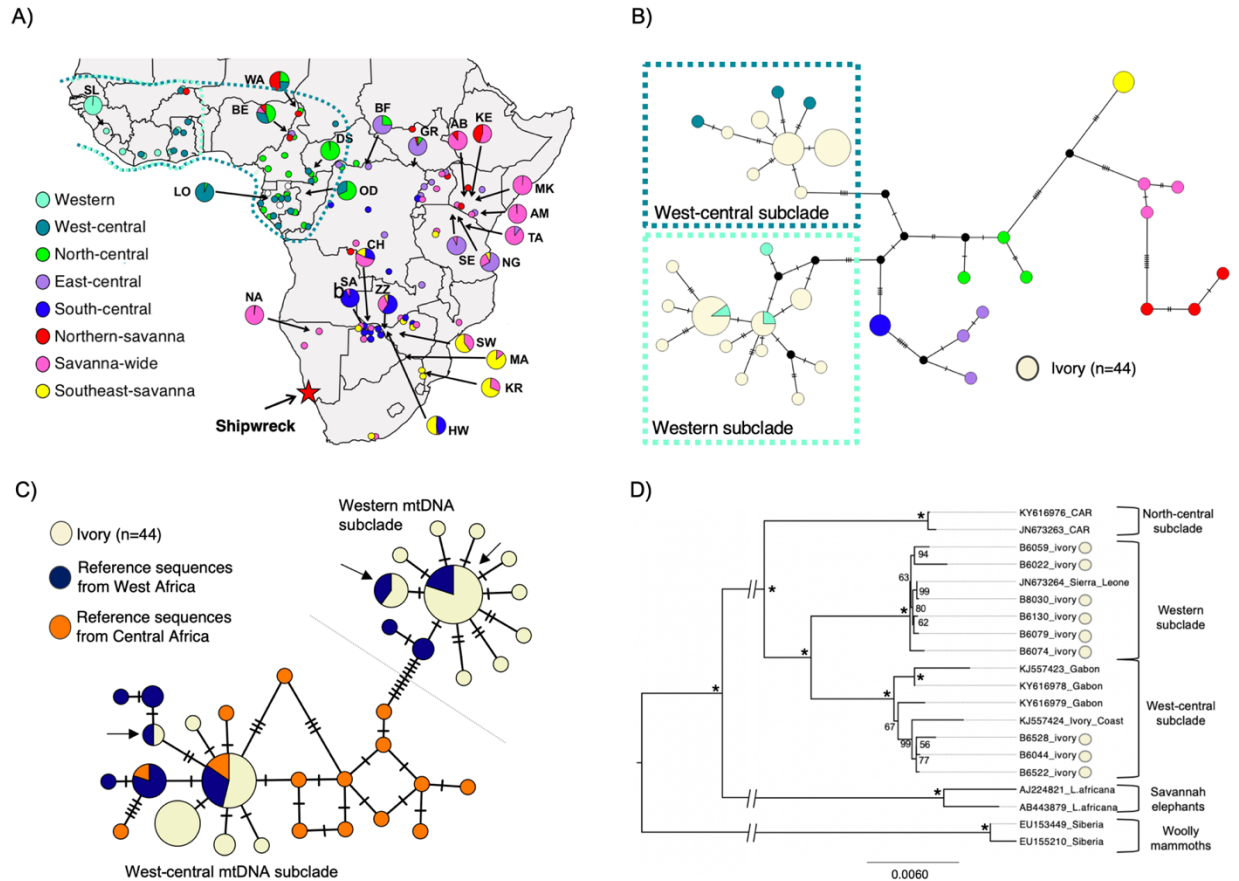 A)
SL
WA
BE
BF
GR
AB
KE
DS
LO
OD
MK
AM
TA
SE
NG
CH
SA
b
ZZ
NA
SW
MA
KR
HW
Shipwreck
Western
West-central
North-central
East-central
South-central
Northern-savanna
Savanna-wide
Southeast-savanna
B)
West-central subclade
Western subclade
Ivory (n=44)
C)
Ivory (n=44)
Reference sequences
from West Africa
Reference sequences
from Central Africa
Western mtDNA
subclade
West-central mtDNA subclade
D)
KY616976_CAR
JN673263_CAR
B6059_ivory
B6022_ivory
JN673264_Sierra_Leone
B8030_ivory
B6130_ivory
B6079_ivory
B6074_ivory
KJ557423_Gabon
KY616978_Gabon
KY616979_Gabon
KJ557424_Ivory_Coast
B6528_ivory
B6044_ivory
B6522_ivory
AJ224821_L.africana
AB443879_L.africana
EU153449_Siberia
EU155210_Siberia
North-central
subclade
Western
subclade
West-central
subclade
Savannah
elephants
Woolly
mammoths
94
63
99
80
62
67
99
56
77
*
*
*
*
*
*
*
*
*
0.0060